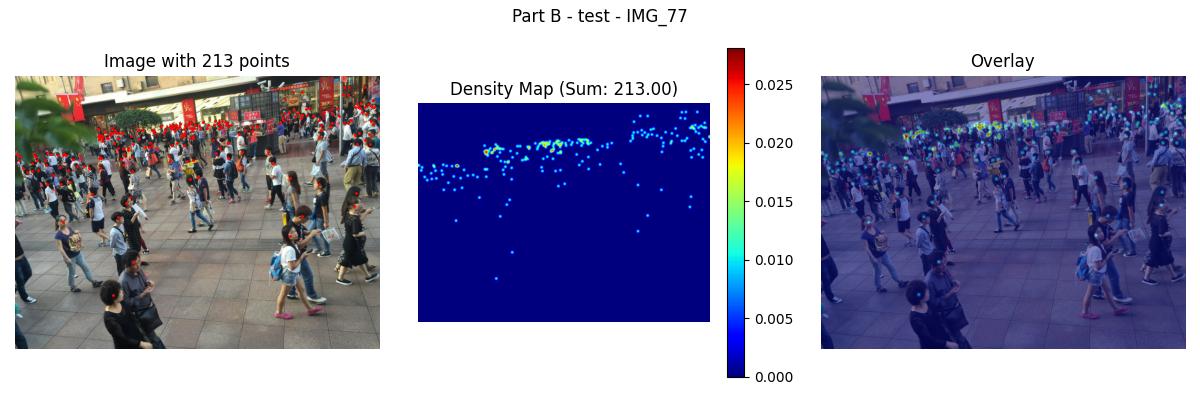 Part B - test - IMG_77
Image with 213 points
Density Map (Sum: 213.00)
Overlay
0.025
0.020
0.015
0.010
0.005
0.000